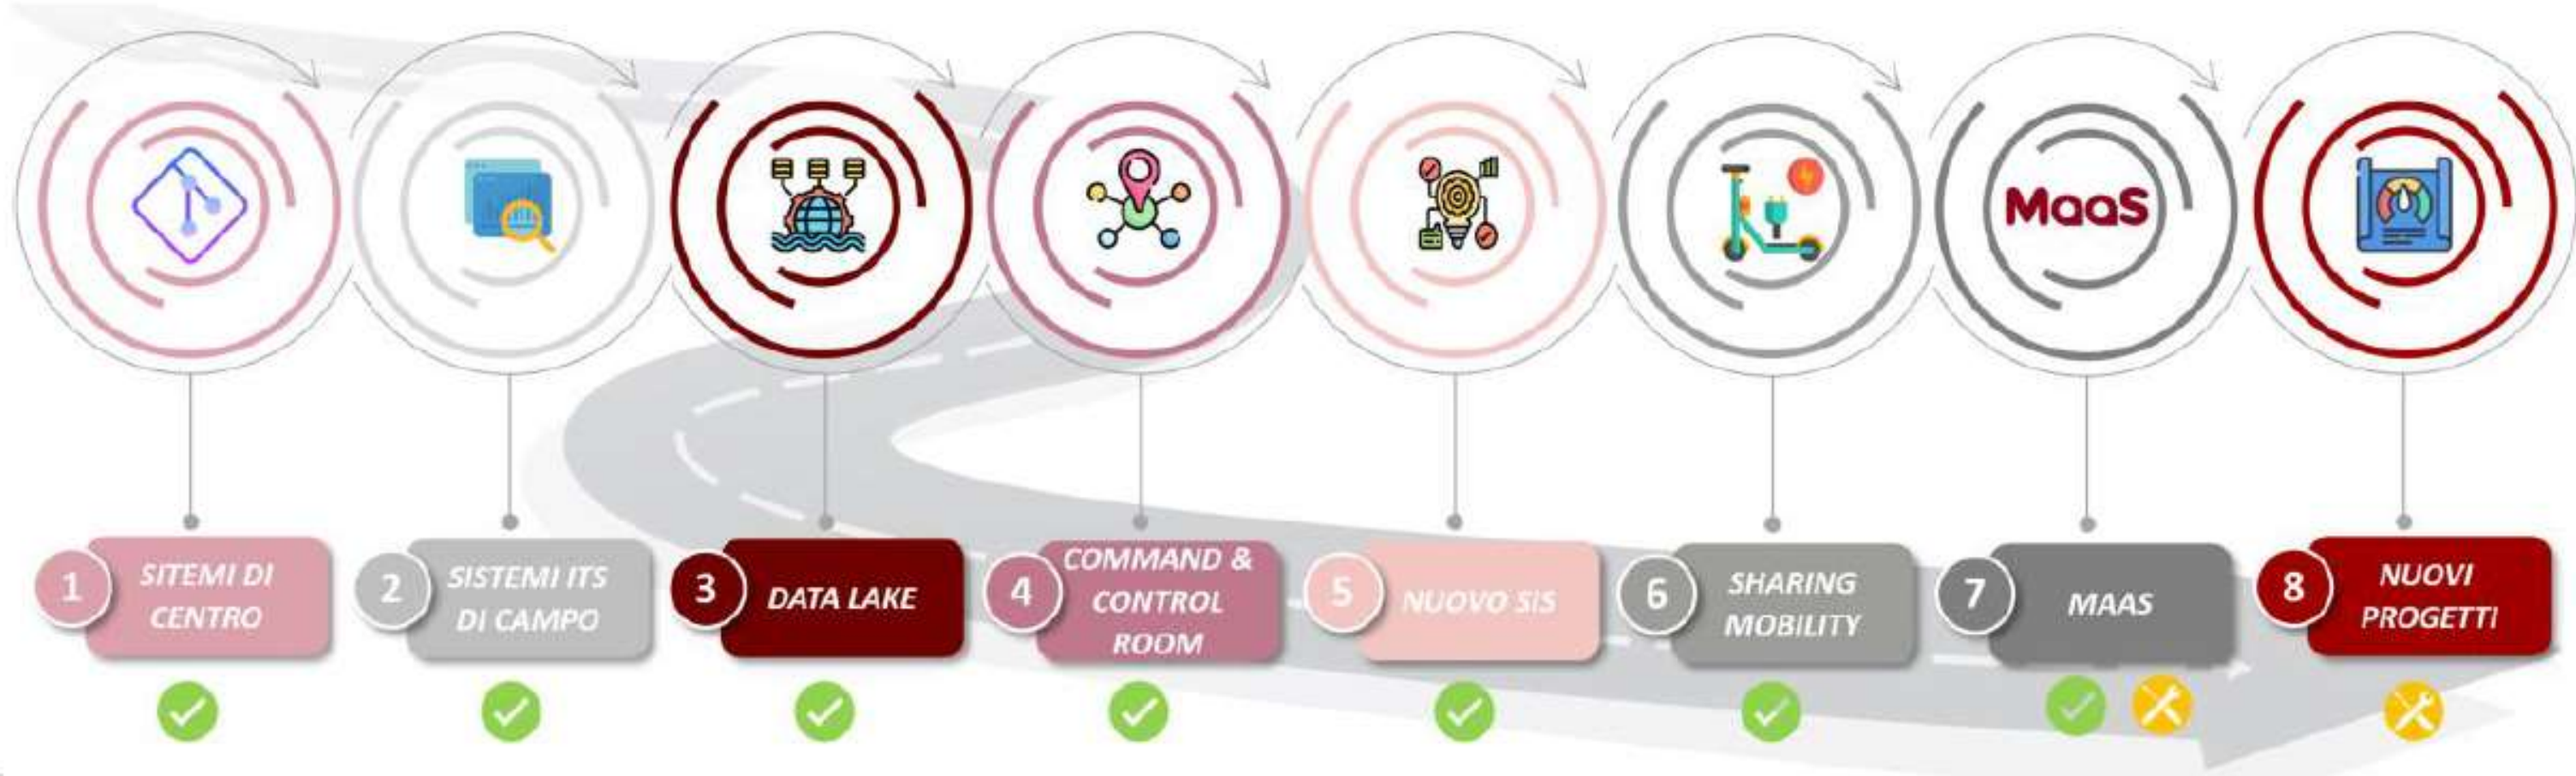 MaaS
1
SITEMI DI
CENTRO
2
SISTEMI ITS
DI CAMPO
3
DATA LAKE
4
COMMAND &
CONTROL
ROOM
5
NUOVO SIS
6
SHARING
MOBILITY
7
MAAS
8
NUOVI
PROGETTI